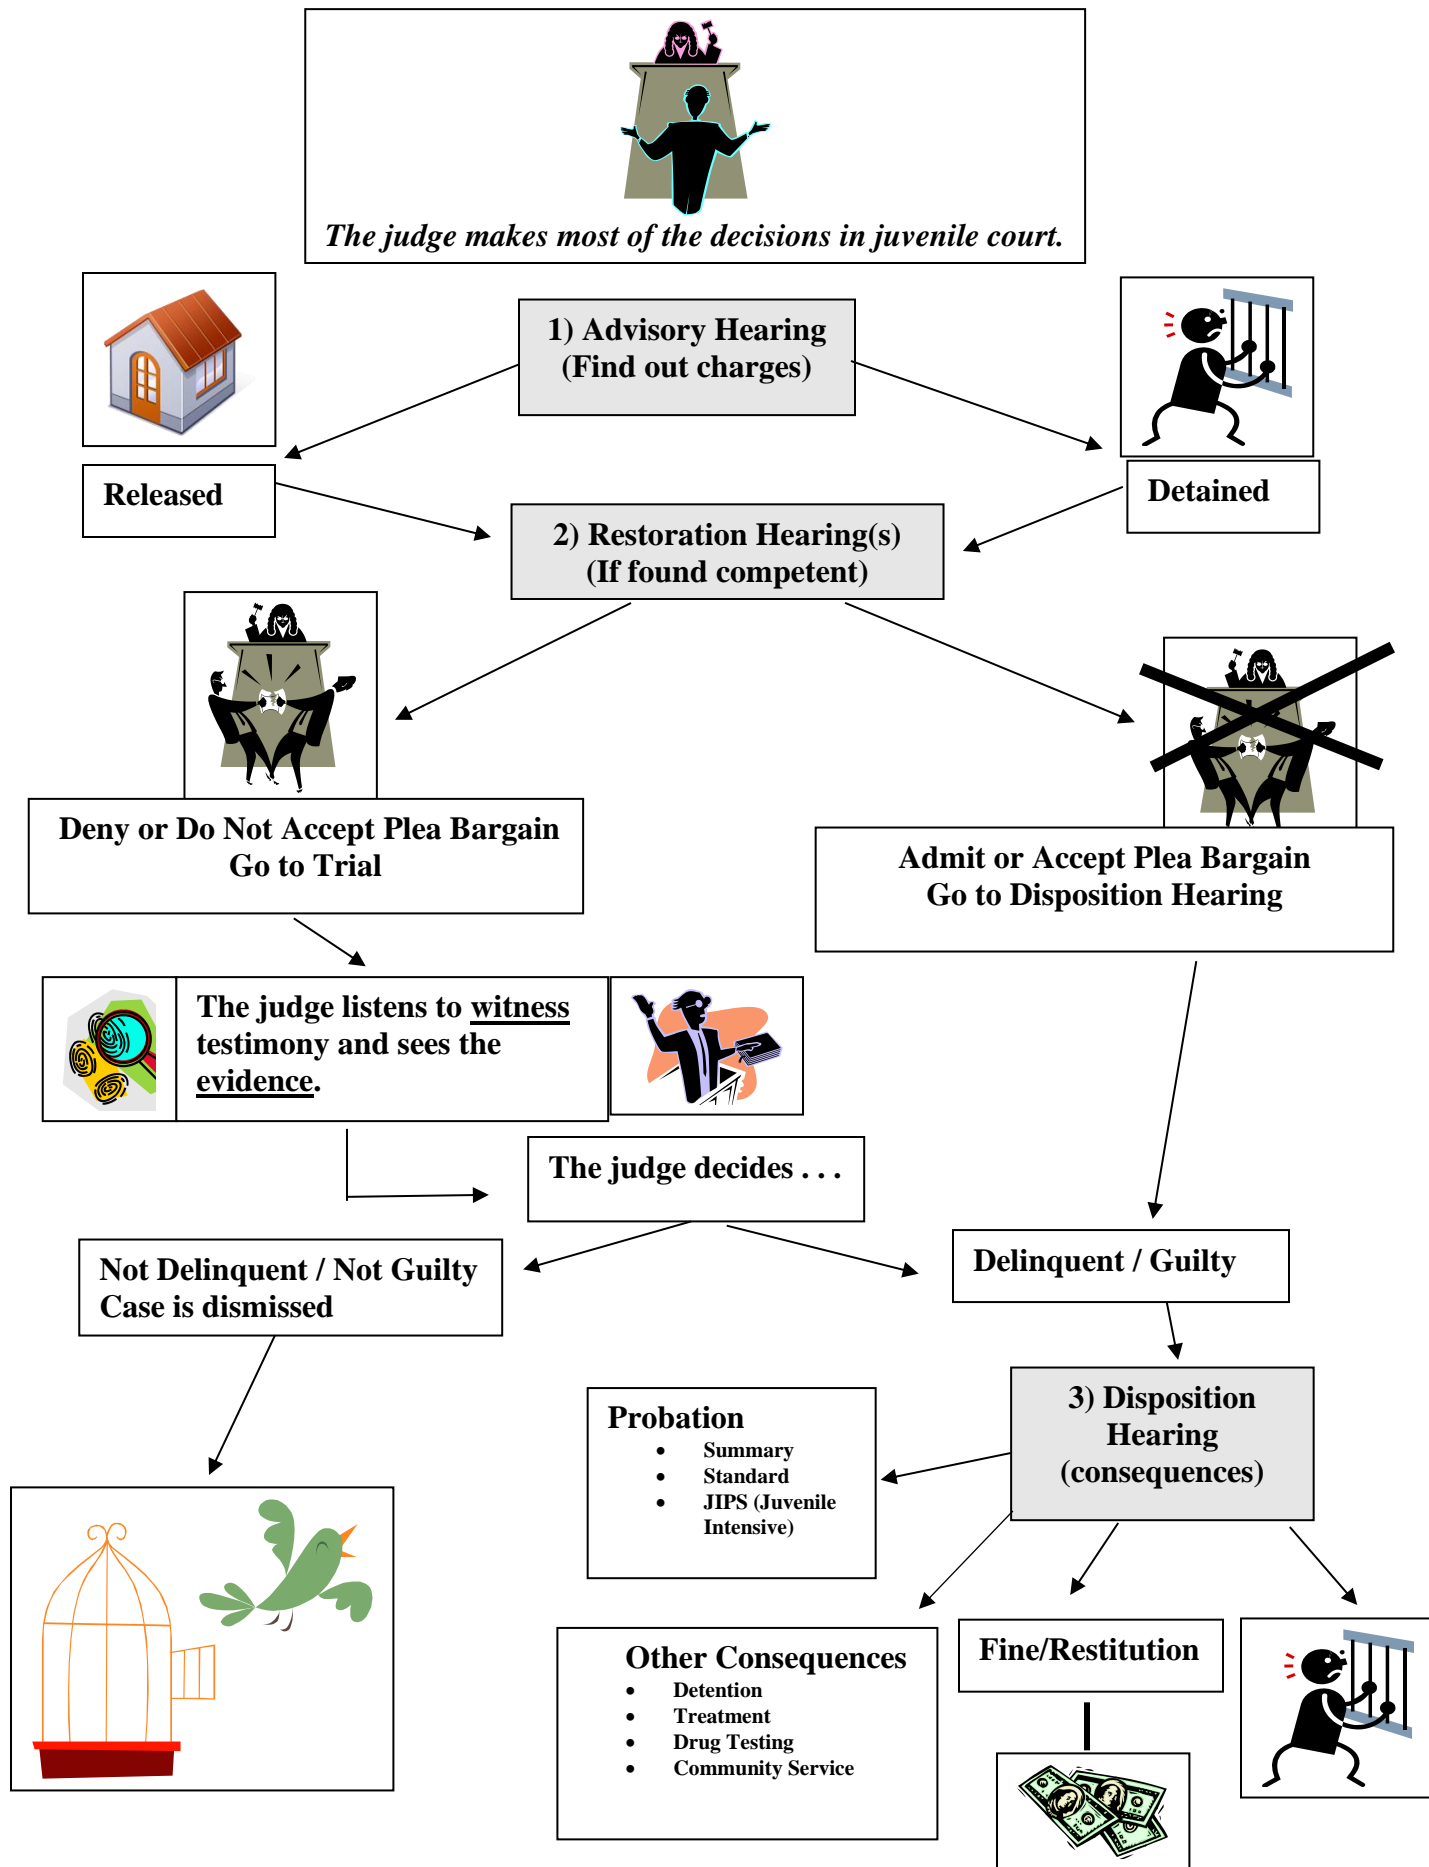 The judge makes most of the decisions in juvenile court.
1) Advisory Hearing
(Find out charges)
Released
Detained
2) Restoration Hearing(s)
(If found competent)
Deny or Do Not Accept Plea Bargain
Go to Trial
Admit or Accept Plea Bargain
Go to Disposition Hearing
The judge listens to witness
testimony and sees the
evidence.
The judge decides . . .
Not Delinquent / Not Guilty
Case is dismissed
Delinquent / Guilty
3) Disposition
Hearing
(consequences)
Probation
• Summary
• Standard
• JIPS (Juvenile
Intensive)
Other Consequences
• Detention
• Treatment
• Drug Testing
• Community Service
Fine/Restitution